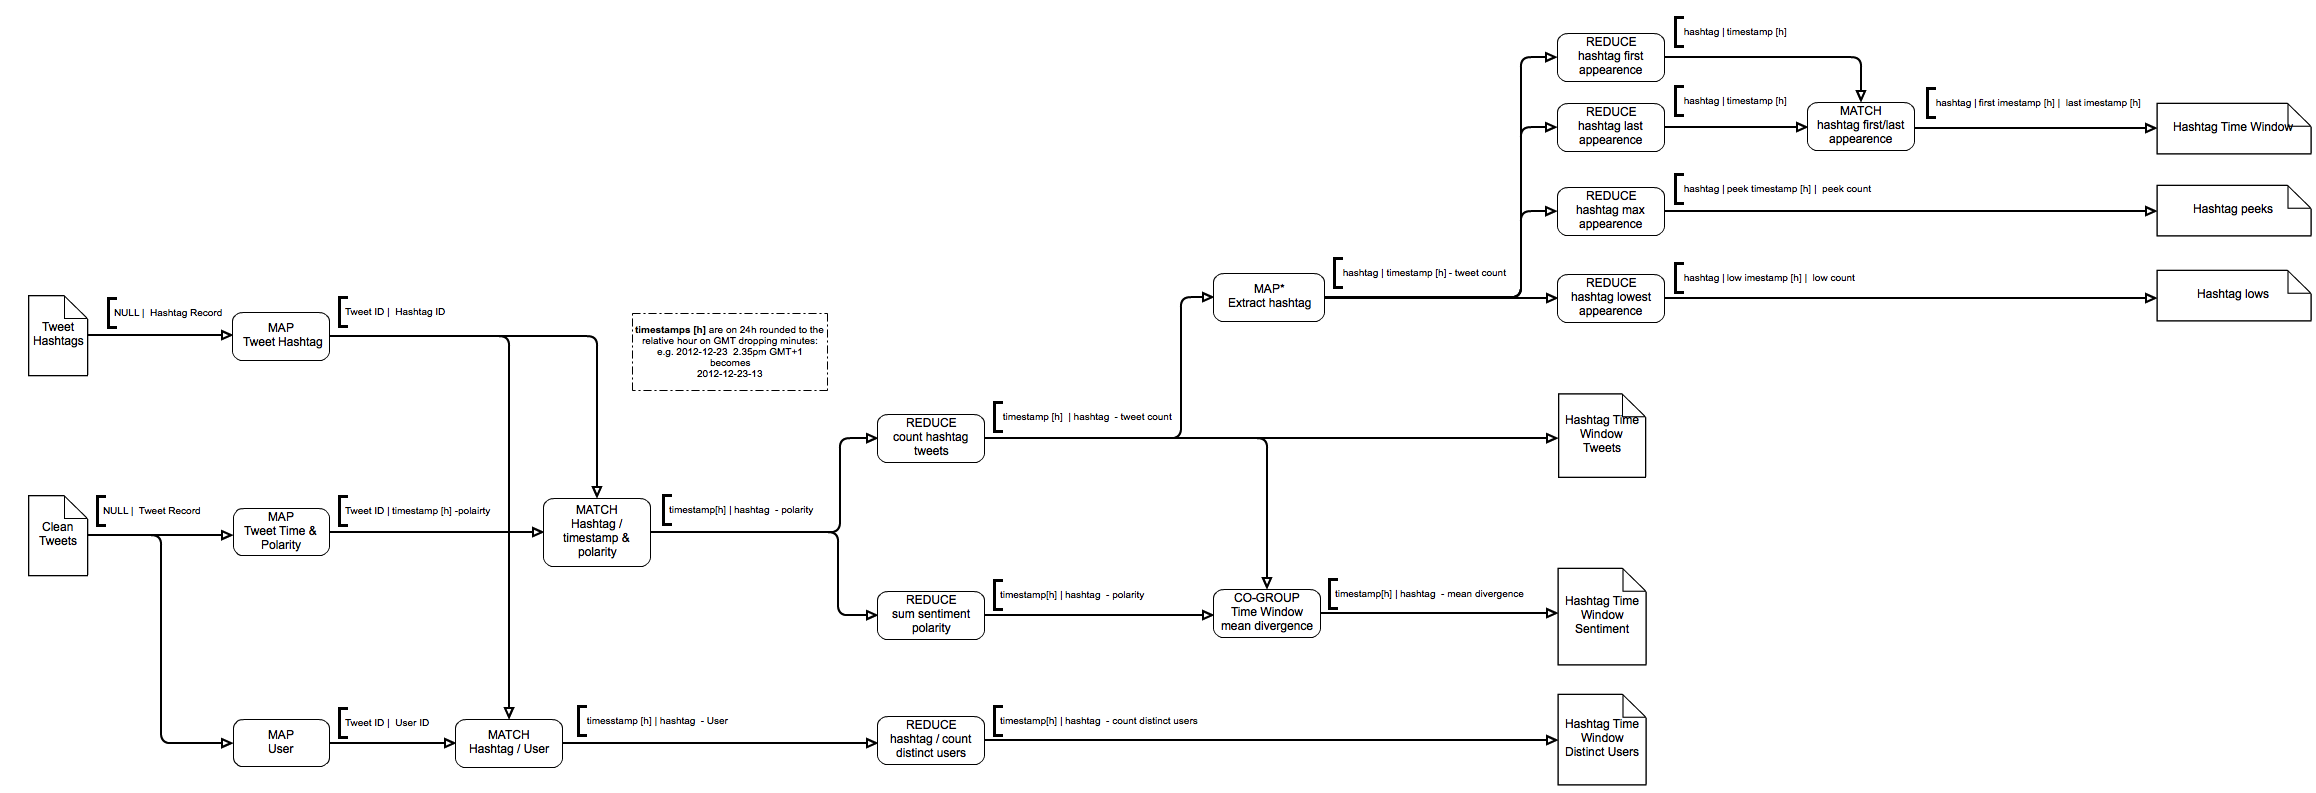 REDUCE
hashtag first
appearence
hashtag | timestamp [h]
REDUCE
hashtag last
appearence
hashtag | timestamp [h]
MATCH
hashtag first/last
appearence
hashtag | first imestamp [h] | last imestamp [h]
Hashtag Time Window
REDUCE
hashtag max
appearence
hashtag | peek timestamp [h] | peek count
Hashtag peeks
MAP*
Extract hashtag
hashtag | timestamp [h] - tweet count
REDUCE
hashtag lowest
appearence
hashtag | low imestamp [h] | low count
Hashtag lows
Tweet
Hashtags
NULL | Hashtag Record
MAP
Tweet Hashtag
Tweet ID | Hashtag ID
timestamps [h] are on 24h rounded to the
relative hour on GMT dropping minutes:
e.g. 2012-12-23 2.35pm GMT+1
becomes
2012-12-23-13
REDUCE
count hashtag
tweets
timestamp [h] | hashtag - tweet count
Hashtag Time
Window
Tweets
Clean
Tweets
NULL | Tweet Record
MAP
Tweet Time &
Polarity
Tweet ID | timestamp [h] -polairty
MATCH
Hashtag /
timestamp &
polarity
timestamp[h] | hashtag - polarity
REDUCE
sum sentiment
polarity
timestamp[h] | hashtag - polarity
CO-GROUP
Time Window
mean divergence
timestamp[h] | hashtag - mean divergence
Hashtag Time
Window
Sentiment
MAP
User
Tweet ID | User ID
MATCH
Hashtag / User
timesstamp [h] | hashtag - User
REDUCE
hashtag / count
distinct users
timestamp[h] | hashtag - count distinct users
Hashtag Time
Window
Distinct Users